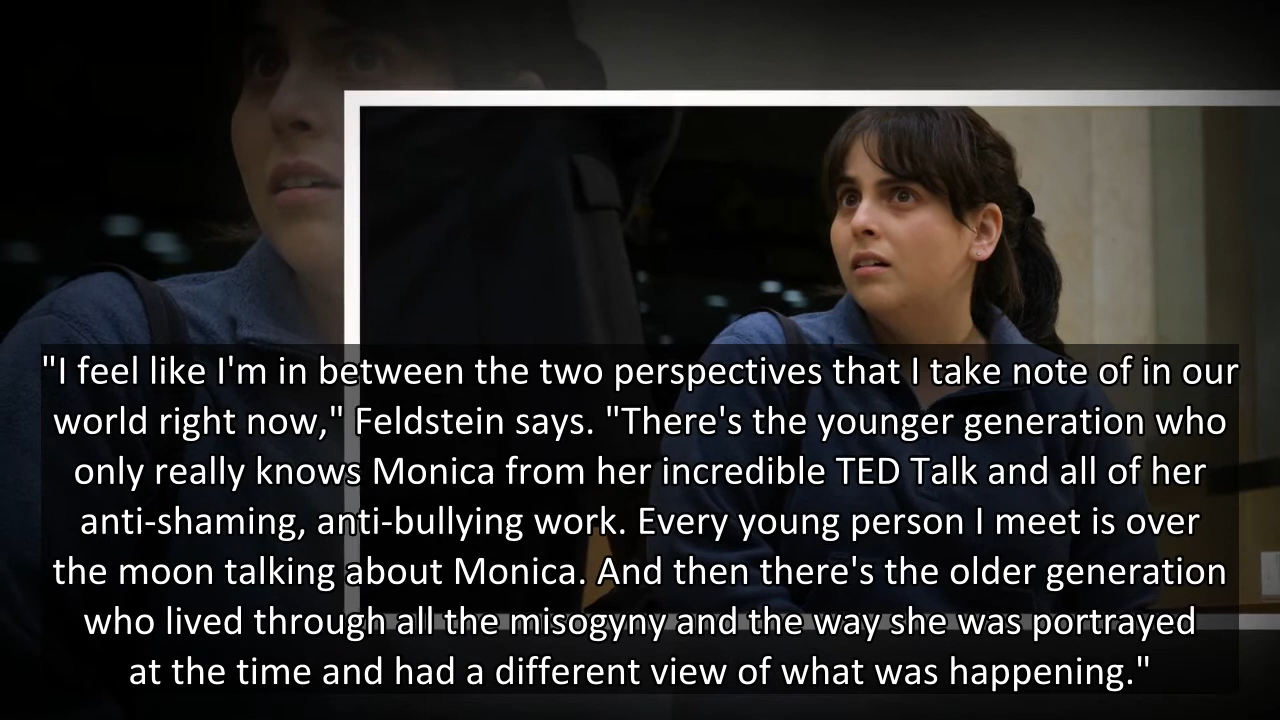 "I feel like I'm in between the two perspectives that I take note of in our
world right now," Feldstein says. "There's the younger generation who
only really knows Monica from her incredible TED Talk and all of her
anti-shaming, anti-bullying work. Every young person I meet is over
the moon talking about Monica. And then there's the older generation
who lived through all the misogyny and the way she was portrayed
at the time and had a different view of what was happening."